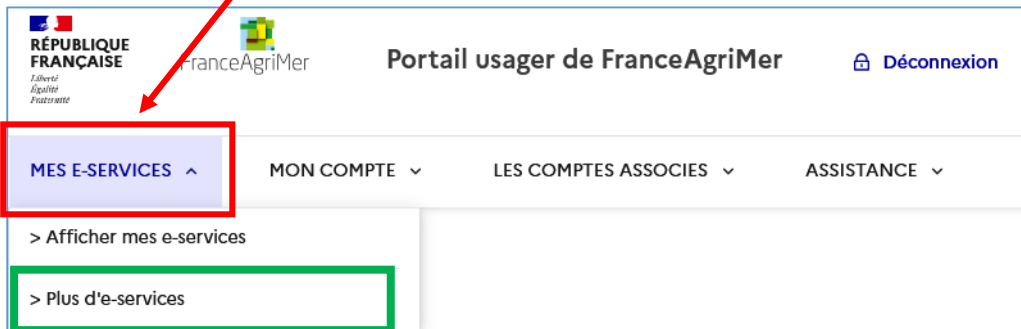 RÉPUBLIQUE
FRANÇAISE
Liberté
Égalité
Fraternité
FranceAgriMer
Portail usager de FranceAgriMer
Déconnexion
MES E-SERVICES
MON COMPTE
LES COMPTES ASSOCIES
ASSISTANCE
> Afficher mes e-services
> Plus d'e-services